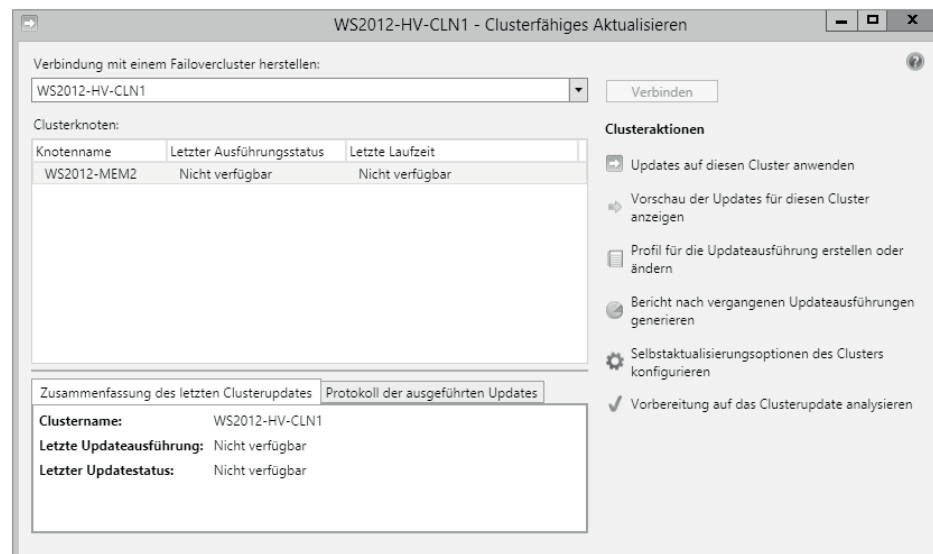 WS2012-HV-CLN1 - Clusterfähiges Aktualisieren
Verbindung mit einem Failovercluster herstellen:
WS2012-HV-CLN1
Verbinden
Clusterknoten:
Knotenname Letzter Ausführungsstatus Letzte Laufzeit
WS2012-MEM2 Nicht verfügbar Nicht verfügbar
Clusteraktionen
Updates auf diesen Cluster anwenden
Vorschau der Updates für diesen Cluster
anzeigen
Profil für die Updateausführung erstellen oder
ändern
Bericht nach vergangenen Updateausführungen
generieren
Selbstaktualisierungsoptionen des Clusters
konfigurieren
Vorbereitung auf das Clusterupdate analysieren
Zusammenfassung des letzten Clusterupdates Protokoll der ausgeführten Updates
Clustername: WS2012-HV-CLN1
Letzte Updateausführung: Nicht verfügbar
Letzter Updatestatus: Nicht verfügbar